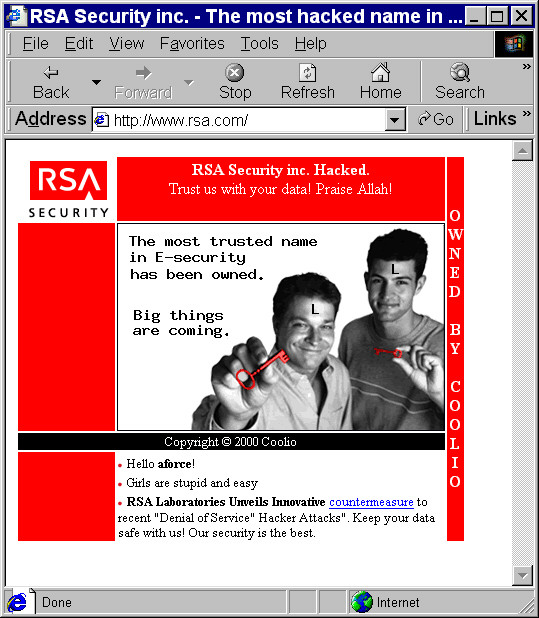 RSA Security inc. - The most hacked name in ...
File Edit View Favorites Tools Help
Back Forward Stop Refresh Home Search »
Address http://www.rsa.com/ Go Links »
RSA
SECURITY
RSA Security inc. Hacked.
Trust us with your data! Praise Allah!
The most trusted name
in E-security
has been owned.
Big things
are coming.
L
L
OWNED BY COOLIO
Copyright © 2000 Coolio
• Hello aforce!
• Girls are stupid and easy
• RSA Laboratories Unveils Innovative countermeasure to
recent "Denial of Service" Hacker Attacks". Keep your data
safe with us! Our security is the best.
Done Internet